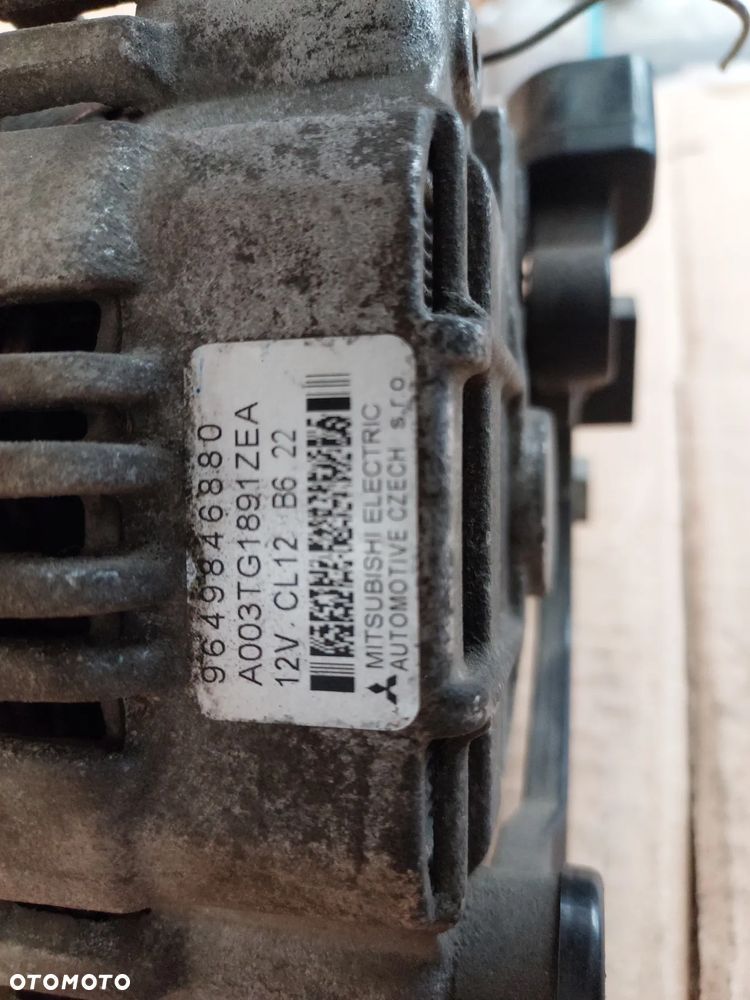 9649846880
A003TG1891ZEA
12V CL12 B6 22
MITSUBISHI ELECTRIC
AUTOMOTIVE CZECH s.r.o.
OTOMOTO